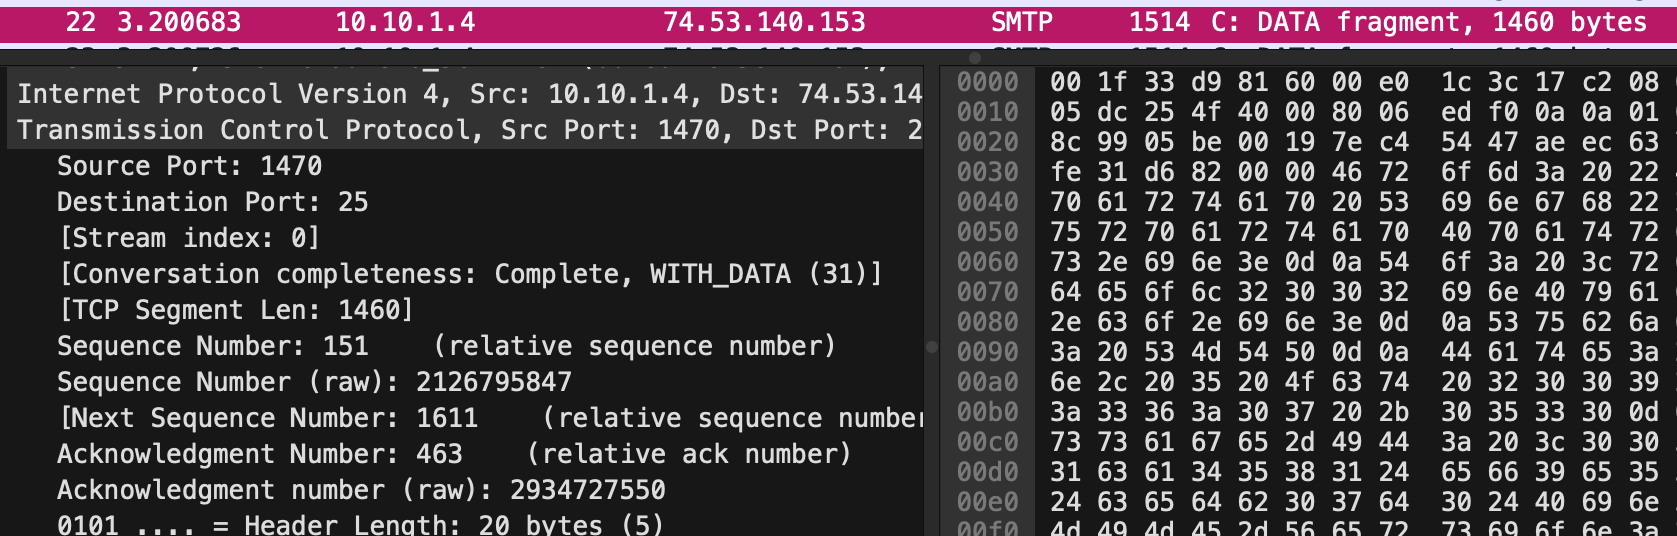 22 3.200683 10.10.1.4 74.53.140.153 SMTP 1514 C: DATA fragment, 1460 bytes
Internet Protocol Version 4, Src: 10.10.1.4, Dst: 74.53.14
Transmission Control Protocol, Src Port: 1470, Dst Port: 2
Source Port: 1470
Destination Port: 25
[Stream index: 0]
[Conversation completeness: Complete, WITH_DATA (31)]
[TCP Segment Len: 1460]
Sequence Number: 151 (relative sequence number)
Sequence Number (raw): 2126795847
[Next Sequence Number: 1611 (relative sequence number
Acknowledgment Number: 463 (relative ack number)
Acknowledgment number (raw): 2934727550
0101 .... = Header Length: 20 bytes (5)
0000 00 1f 33 d9 81 60 00 e0 1c 3c 17 c2 08
0010 05 dc 25 4f 40 00 80 06 ed f0 0a 0a 01
0020 8c 99 05 be 00 19 7e c4 54 47 ae ec 63
0030 fe 31 d6 82 00 00 46 72 6f 6d 3a 20 22
0040 70 61 72 74 61 70 20 53 69 6e 67 68 22
0050 75 72 70 61 72 74 61 70 40 70 61 74 72
0060 73 2e 69 6e 3e 0d 0a 54 6f 3a 20 3c 72
0070 64 65 6f 6c 32 30 30 32 69 6e 40 79 61
0080 2e 63 6f 2e 69 6e 3e 0d 0a 53 75 62 6a
0090 3a 20 53 4d 54 50 0d 0a 44 61 74 65 3a
00a0 6e 2c 20 35 20 4f 63 74 20 32 30 30 39
00b0 3a 33 36 3a 30 37 20 2b 30 35 33 30 0d
00c0 73 73 61 67 65 2d 49 44 3a 20 3c 30 30
00d0 31 63 61 34 35 38 31 24 65 66 39 65 35
00e0 24 63 65 64 62 30 37 64 30 24 40 69 6e
00f0 4d 49 4d 45 2d 56 65 72 73 69 6f 6e 3a